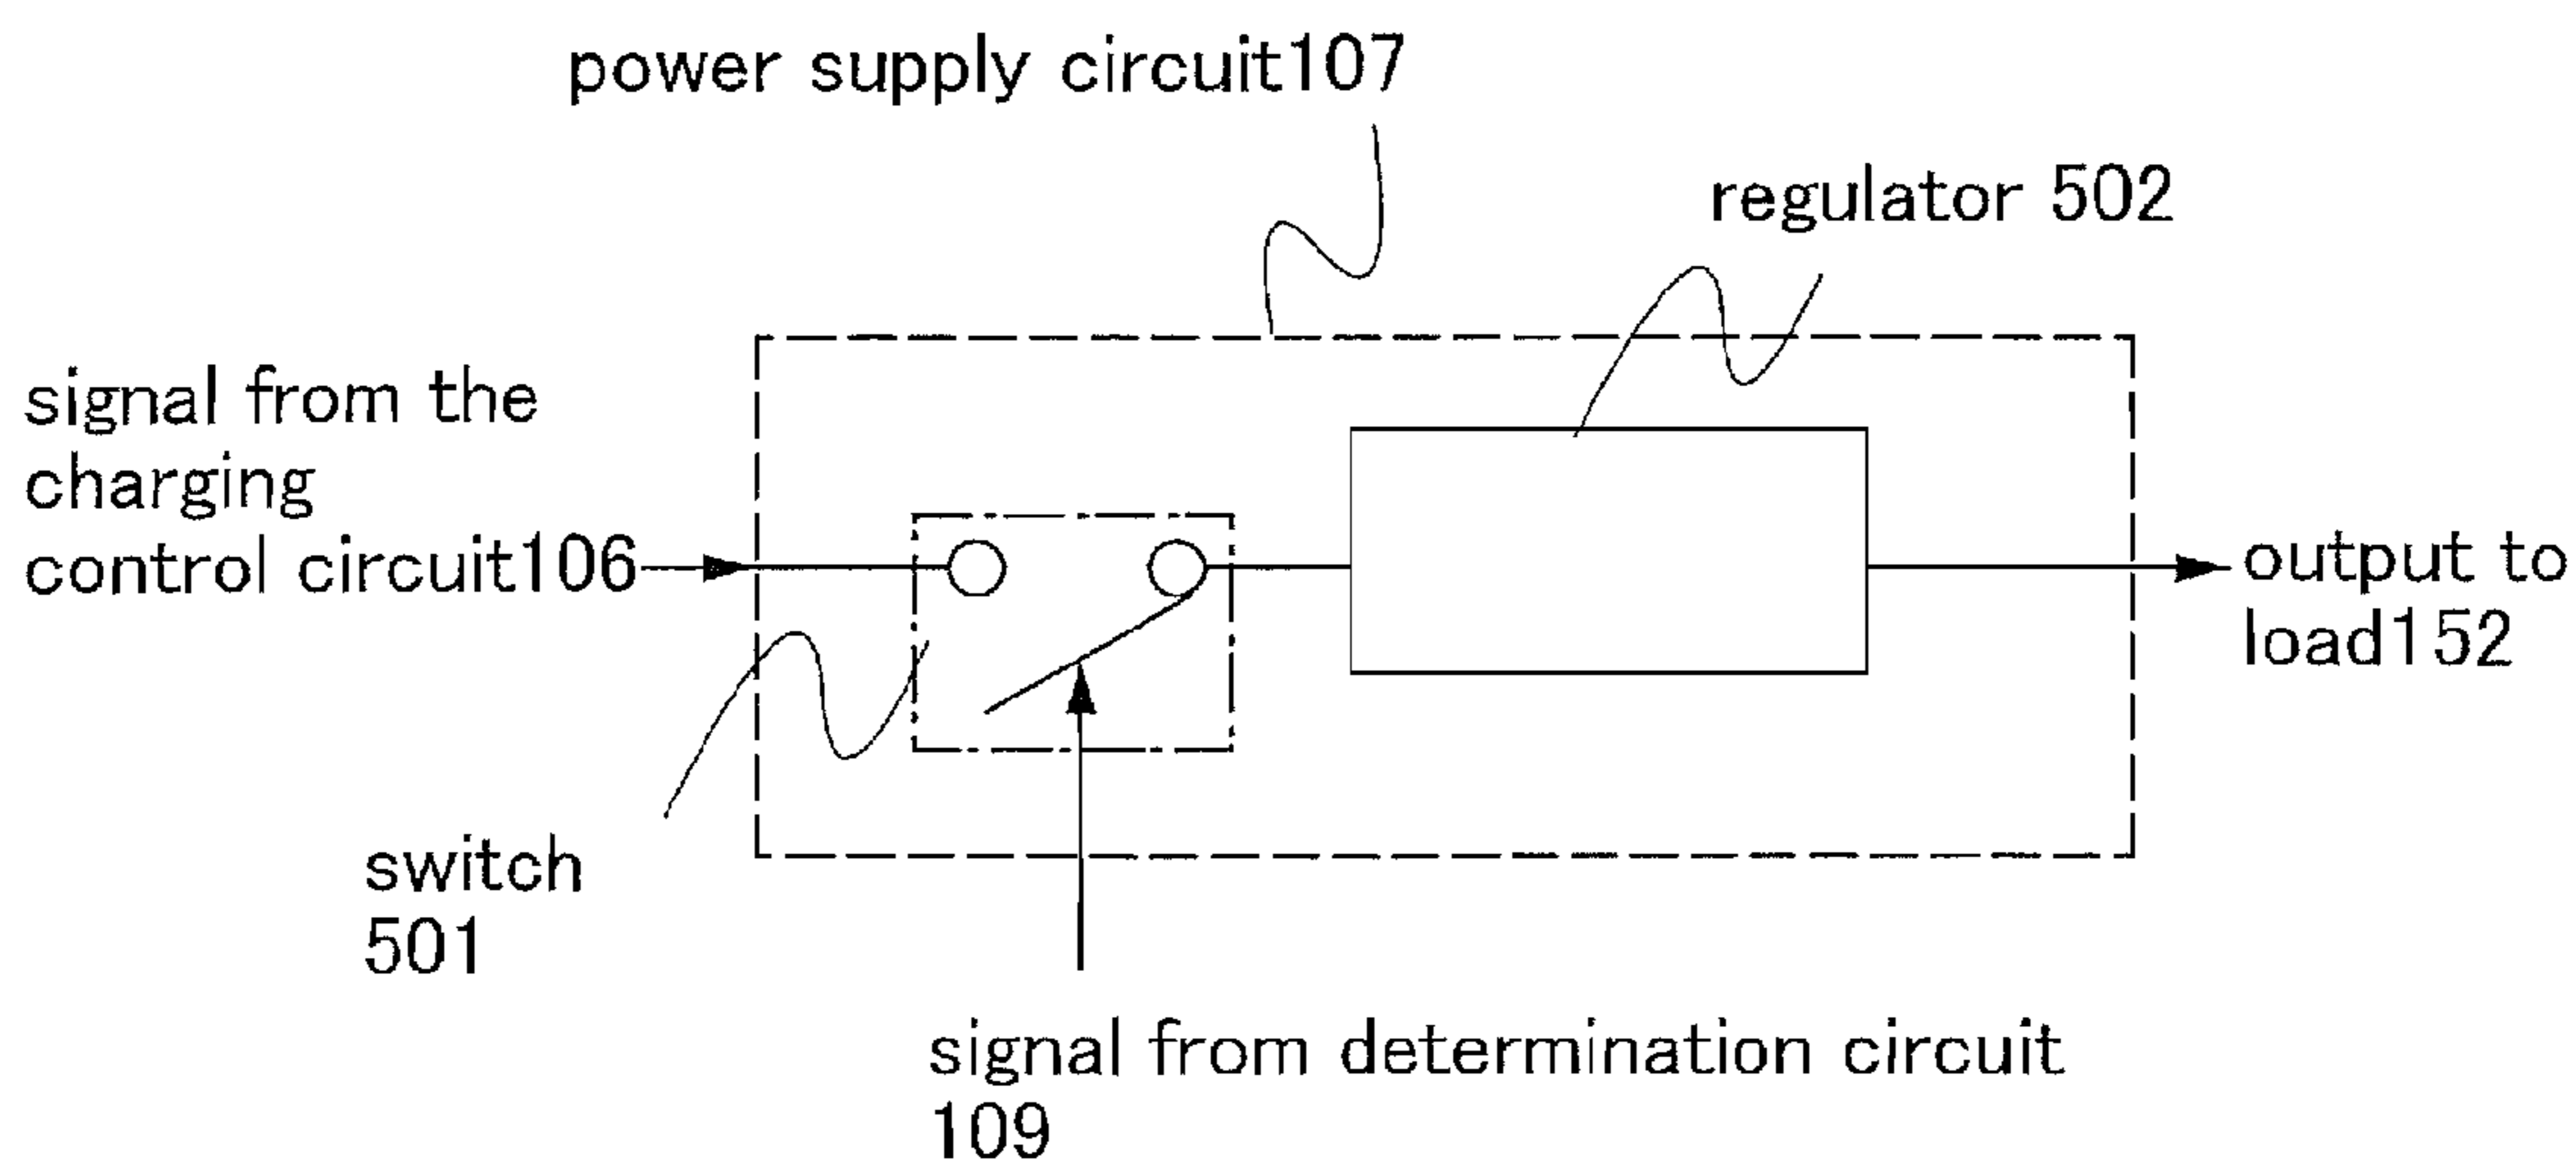 power supply circuit107
regulator 502
signal from the
charging
control circuit106
output to
load152
switch
501
signal from determination circuit
109